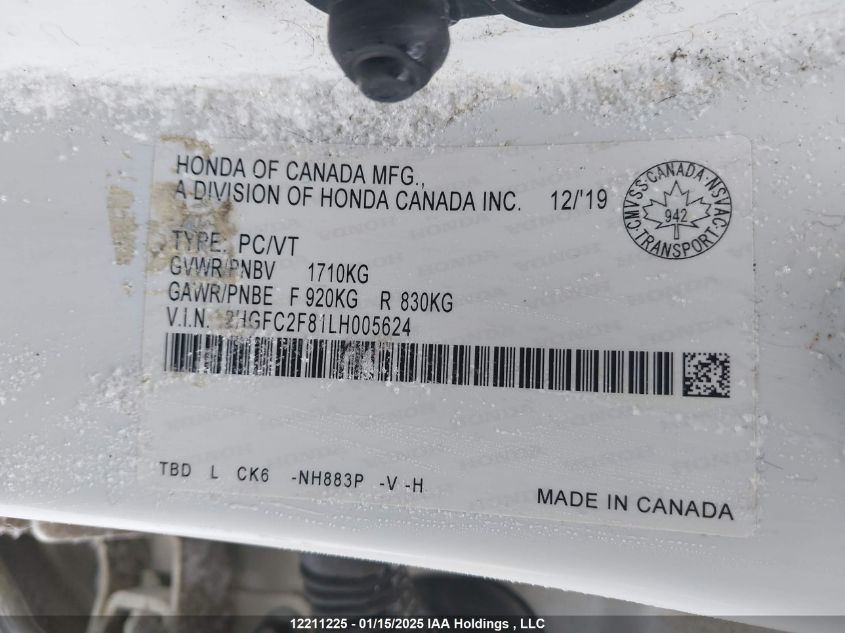 HONDA OF CANADA MFG.,
A DIVISION OF HONDA CANADA INC. 12/'19
CMVSS·CANADA·NSVAC·
942
TRANSPORT
TYPE. PC/VT
GVWR/PNBV 1710KG
GAWR/PNBE F 920KG R 830KG
V.I.N. 2HGFC2F81LH005624
TBD L CK6 -NH883P -V -H
MADE IN CANADA
12211225 - 01/15/2025 IAA Holdings , LLC